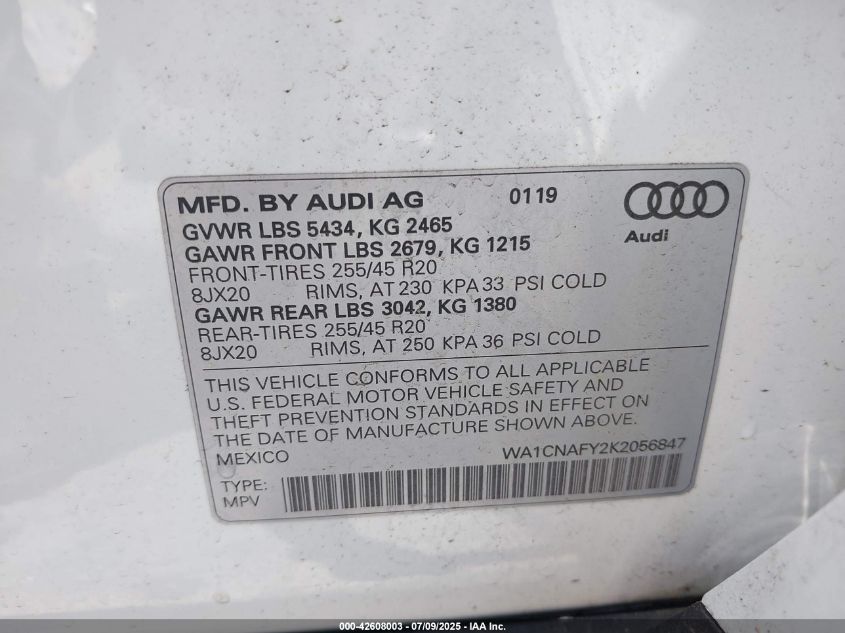 MFD. BY AUDI AG 0119
Audi
GVWR LBS 5434, KG 2465
GAWR FRONT LBS 2679, KG 1215
FRONT-TIRES 255/45 R20
8JX20 RIMS, AT 230 KPA 33 PSI COLD
GAWR REAR LBS 3042, KG 1380
REAR-TIRES 255/45 R20
8JX20 RIMS, AT 250 KPA 36 PSI COLD
THIS VEHICLE CONFORMS TO ALL APPLICABLE
U.S. FEDERAL MOTOR VEHICLE SAFETY AND
THEFT PREVENTION STANDARDS IN EFFECT ON
THE DATE OF MANUFACTURE SHOWN ABOVE.
MEXICO WA1CNAFY2K2056847
TYPE:
MPV
000-42608003 - 07/09/2025 - IAA Inc.